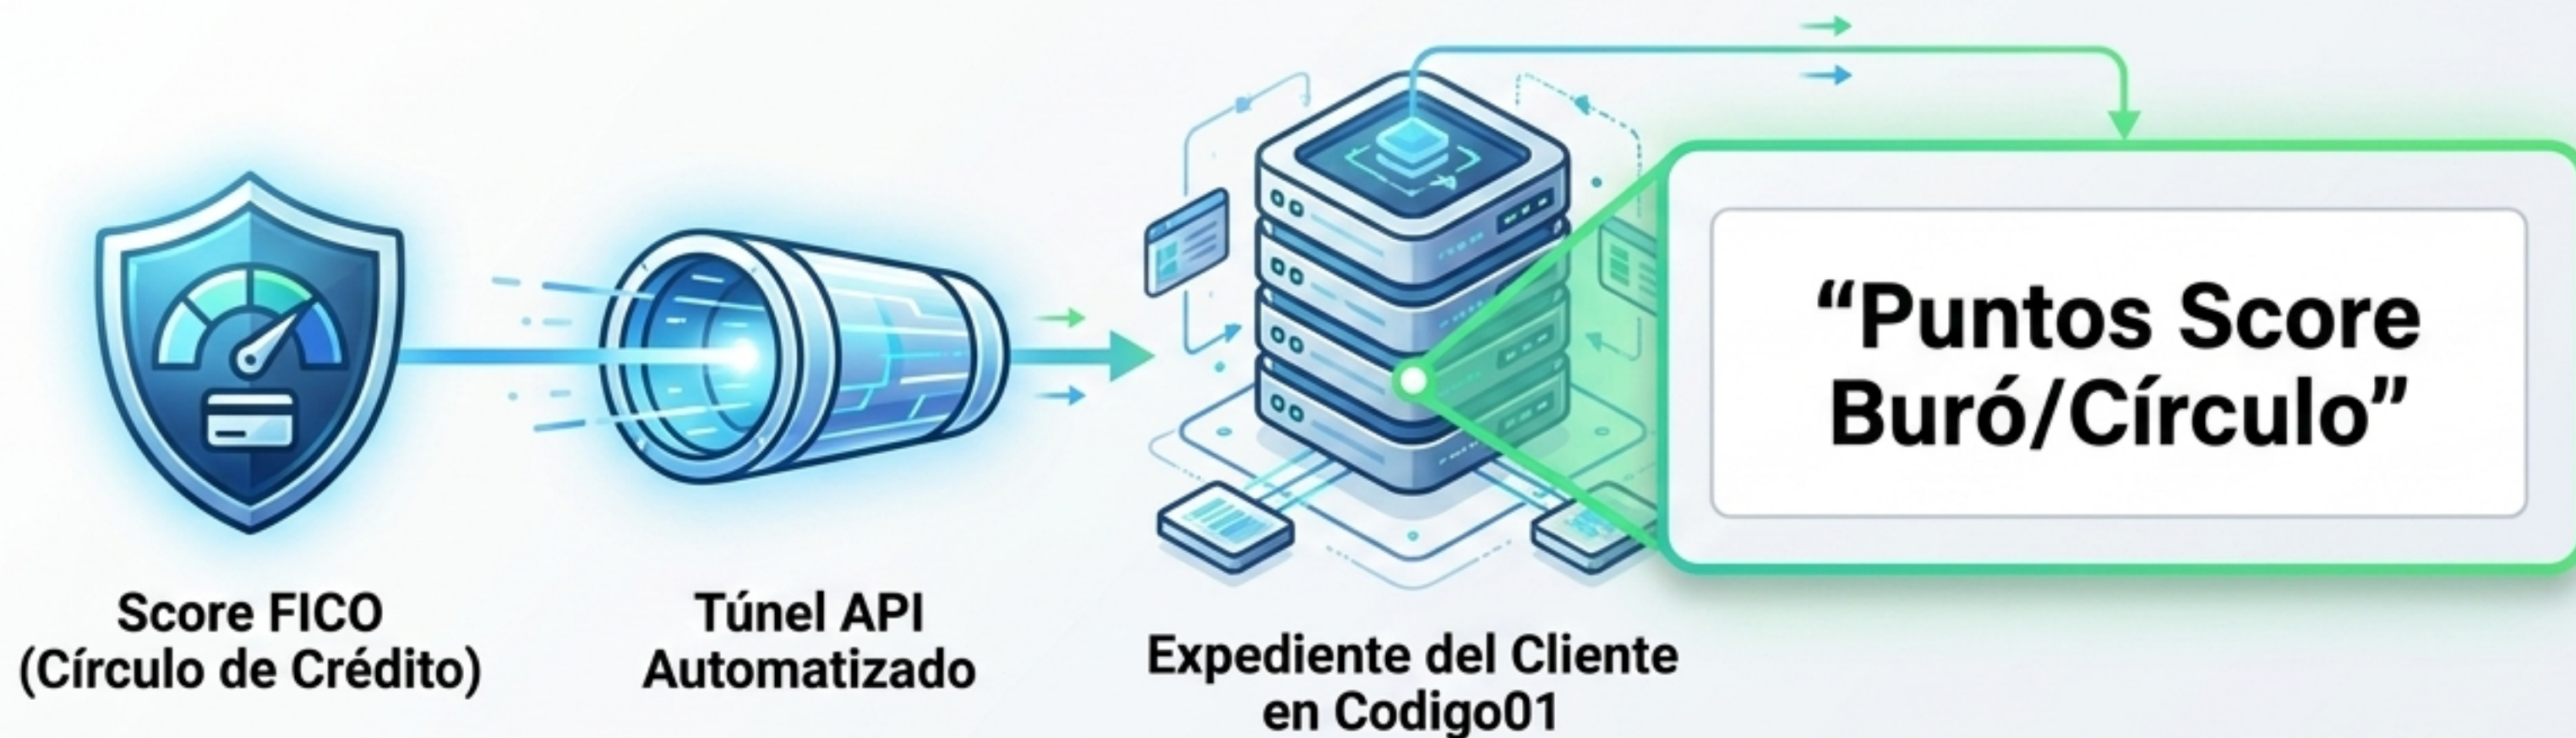 Score FICO
(Círculo de Crédito)
Túnel API
Automatizado
Expediente del Cliente
en Codigo01
“Puntos Score
Buró/Círculo”